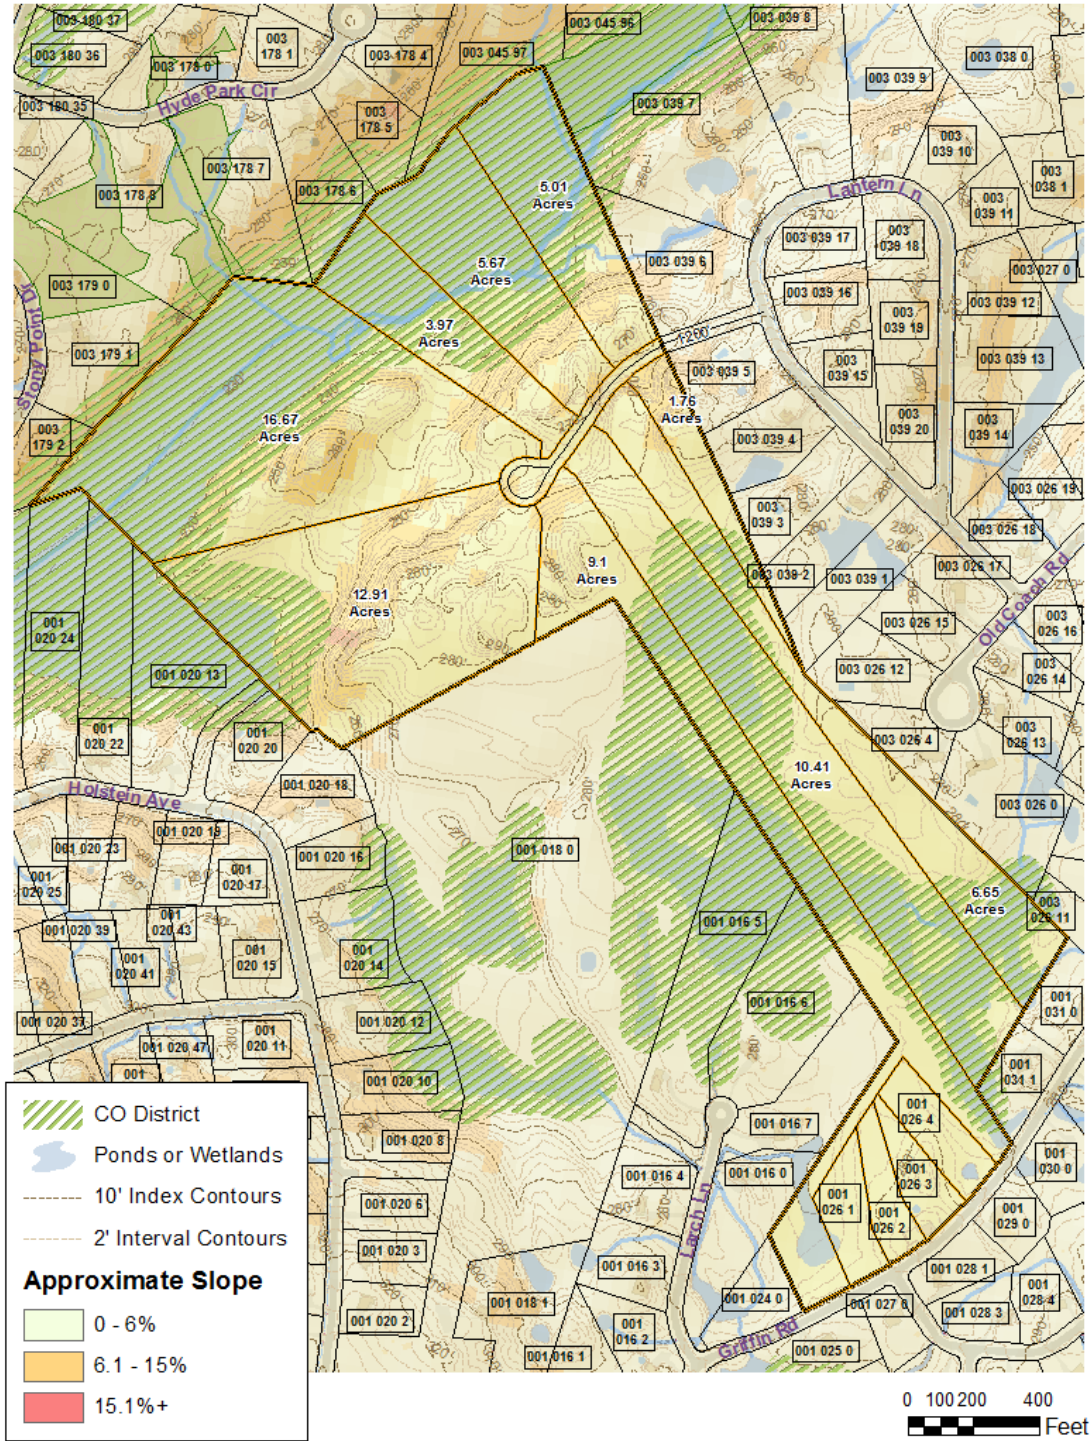 003 180 37
003 045 96
003 039 8
003 178 1
003 178 4
003 045 97
003 038 0
003 180 36
003 178 0
003 039 9
Hyde Park Cir
003 180 35
003 178 5
003 039 7
003 039 10
003 178 7
003 038 1
003 178 8
003 178 6
5.01 Acres
Lantern Ln
003 039 11
003 039 17
003 039 18
5.67 Acres
003 039 6
003 027 0
003 179 0
003 039 16
003 039 12
Stony Point Dr
3.97 Acres
1200'
003 039 19
003 179 1
003 039 5
003 039 15
003 039 13
16.67 Acres
1.76 Acres
003 179 2
003 039 4
003 039 20
003 039 14
003 026 19
003 039 3
003 026 18
003 026 17
9.1 Acres
003 039 2
003 039 1
Old Coach Rd
12.91 Acres
001 020 24
003 026 15
003 026 16
001 020 13
003 026 12
003 026 14
001 020 22
001 020 20
003 026 4
003 026 13
001 020 18
10.41 Acres
Holstein Ave
003 026 0
001 020 19
001 020 23
001 020 16
001 018 0
001 020 25
001 020 17
6.65 Acres
003 026 11
001 020 39
001 020 43
001 016 5
001 020 41
001 020 15
001 020 14
001 016 6
001 031 0
001 020 37
001 020 12
001 020 47
001 020 11
001
001 020 10
001 031 1
001 026 4
001 016 7
001 020 8
001 030 0
001 016 4
001 016 0
001 026 3
001 020 6
001 026 1
001 026 2
001 029 0
Larch Ln
001 020 3
001 016 3
001 028 1
001 024 0
001 027 0
001 028 4
001 018 1
001 028 3
001 020 2
001 016 2
Griffin Rd
001 016 1
001 025 0
CO District
Ponds or Wetlands
10' Index Contours
2' Interval Contours
Approximate Slope
0 - 6%
6.1 - 15%
15.1%+
0 100 200 400
Feet